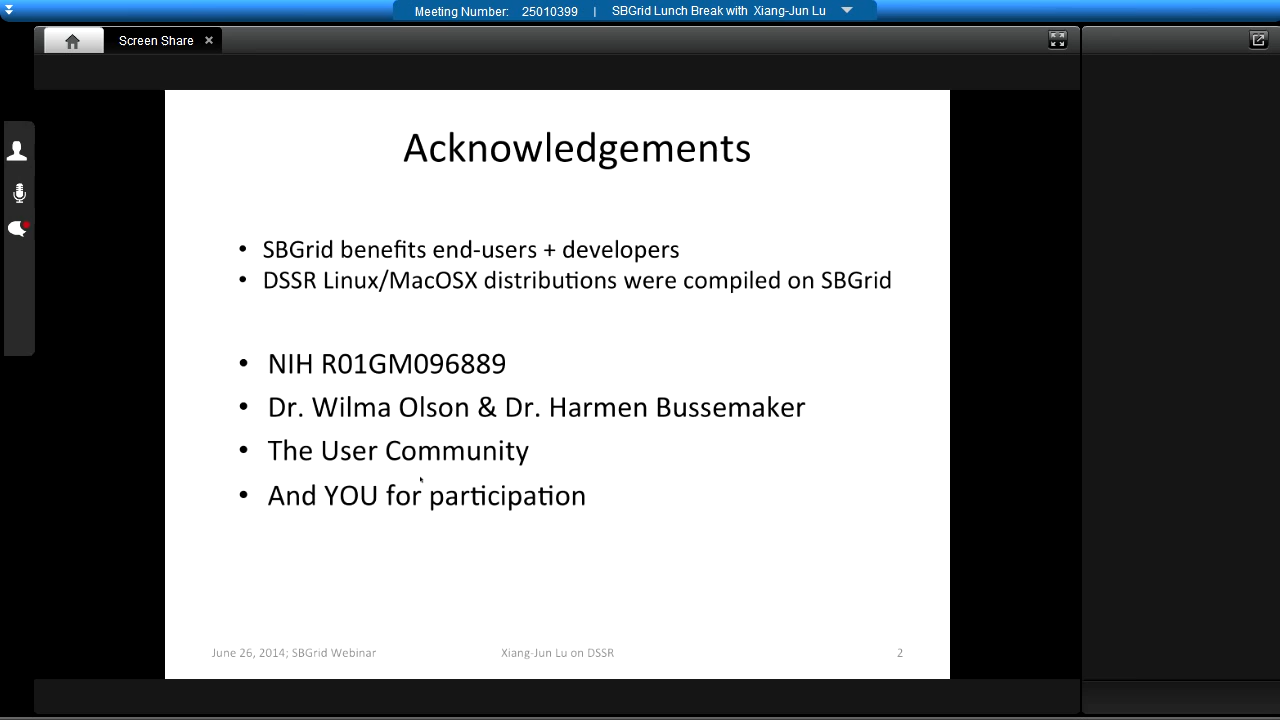 Meeting Number: 25010399 | SBGrid Lunch Break with Xiang-Jun Lu
Screen Share
Acknowledgements
• SBGrid benefits end-users + developers
• DSSR Linux/MacOSX distributions were compiled on SBGrid
• NIH R01GM096889
• Dr. Wilma Olson & Dr. Harmen Bussemaker
• The User Community
• And YOU for participation
June 26, 2014; SBGrid Webinar Xiang-Jun Lu on DSSR 2